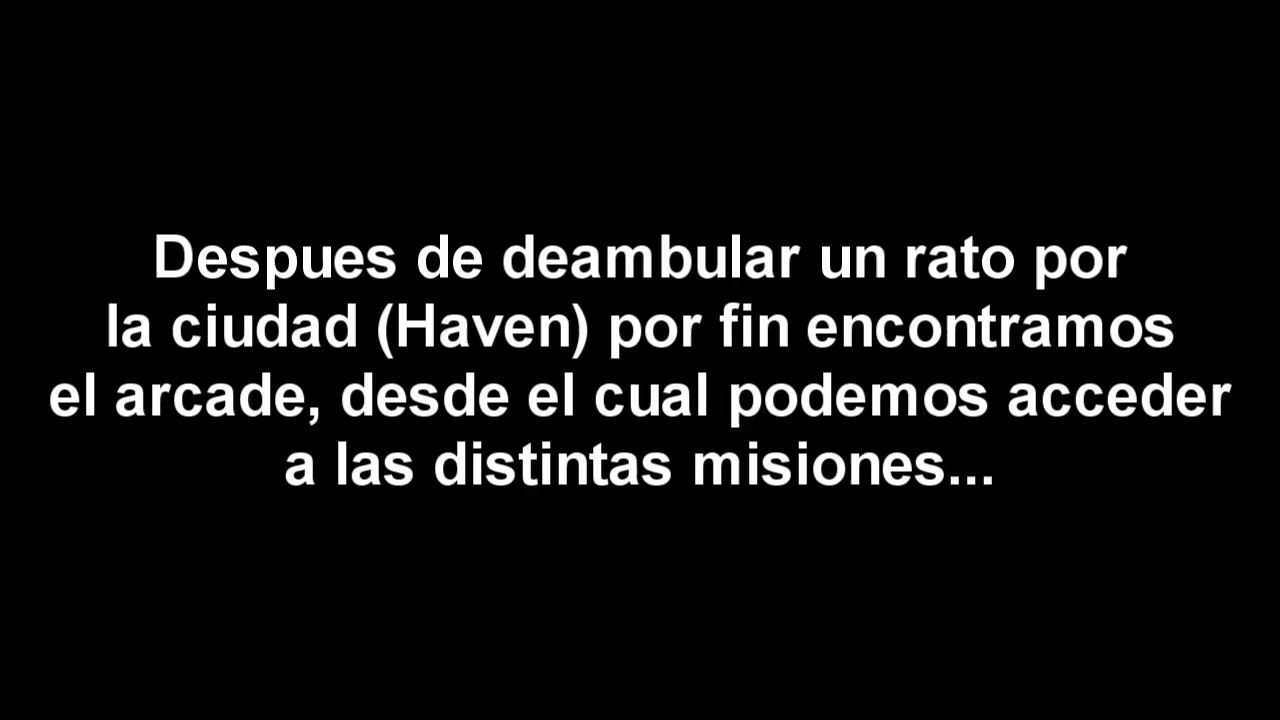 Despues de deambular un rato por
la ciudad (Haven) por fin encontramos
el arcade, desde el cual podemos acceder
a las distintas misiones...